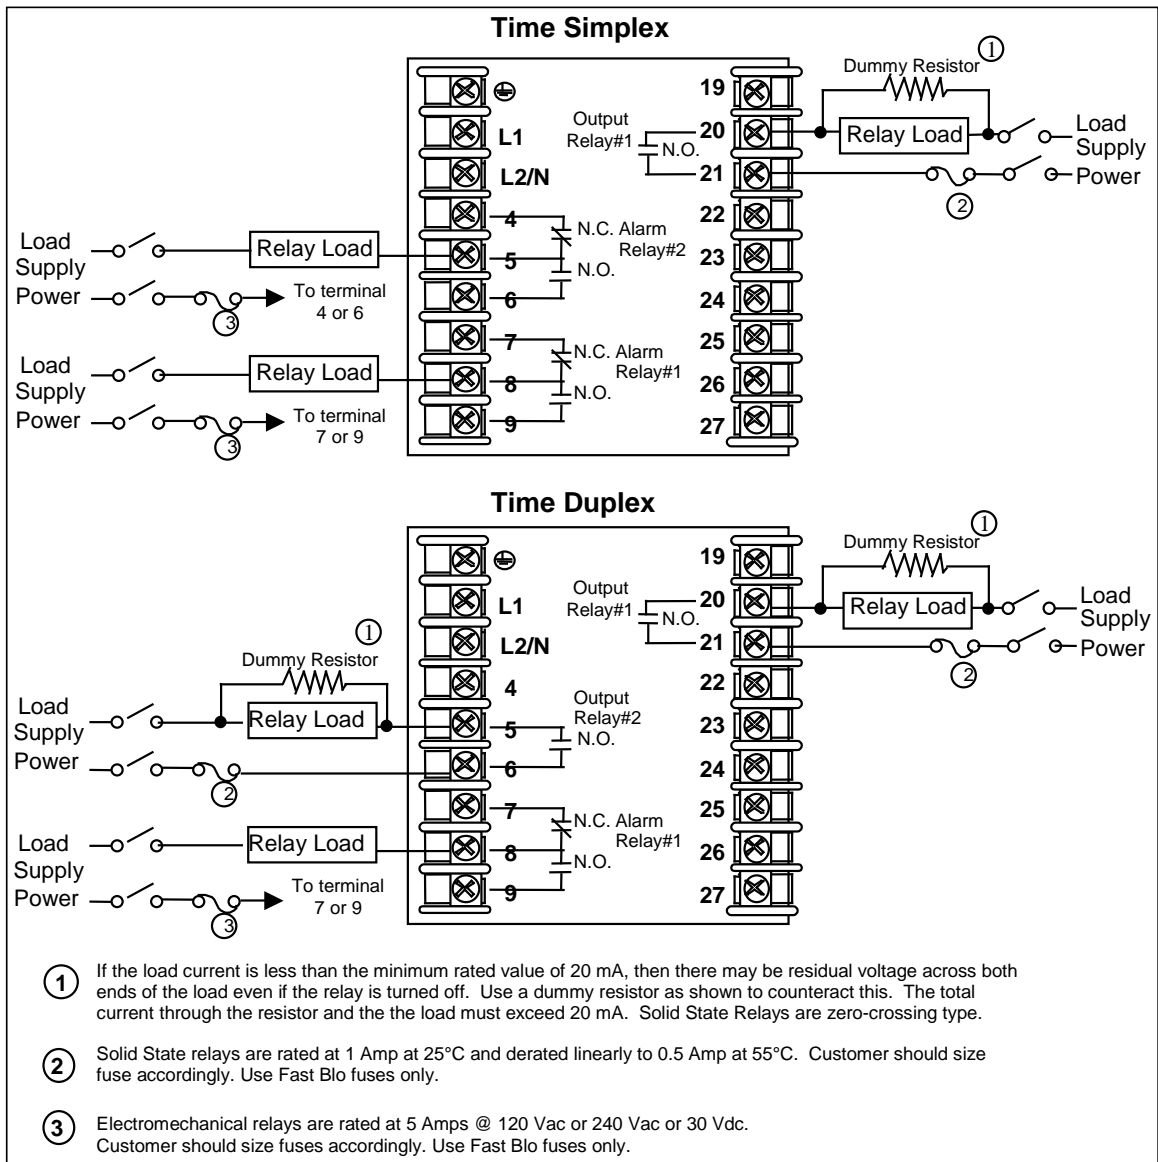 Time Simplex
1
Dummy Resistor
19
Output
Relay#1
N.O.
20
Relay Load
Load
Supply
21
Power
2
L1
L2/N
22
4
N.C. Alarm
Relay#2
23
Load
Supply
Relay Load
5
N.O.
24
Power
3
To terminal
4 or 6
6
25
7
N.C. Alarm
Relay#1
26
Load
Supply
Relay Load
8
N.O.
27
Power
3
To terminal
7 or 9
9
Time Duplex
1
Dummy Resistor
19
Output
Relay#1
N.O.
20
Relay Load
Load
Supply
21
Power
2
L1
L2/N
1
Dummy Resistor
22
4
Output
Relay#2
N.O.
23
Load
Supply
Relay Load
5
24
Power
2
6
25
7
N.C. Alarm
Relay#1
26
Load
Supply
Relay Load
8
N.O.
27
Power
3
To terminal
7 or 9
9
1 If the load current is less than the minimum rated value of 20 mA, then there may be residual voltage across both
ends of the load even if the relay is turned off. Use a dummy resistor as shown to counteract this. The total
current through the resistor and the the load must exceed 20 mA. Solid State Relays are zero-crossing type.
2 Solid State relays are rated at 1 Amp at 25°C and derated linearly to 0.5 Amp at 55°C. Customer should size
fuse accordingly. Use Fast Blo fuses only.
3 Electromechanical relays are rated at 5 Amps @ 120 Vac or 240 Vac or 30 Vdc.
Customer should size fuses accordingly. Use Fast Blo fuses only.